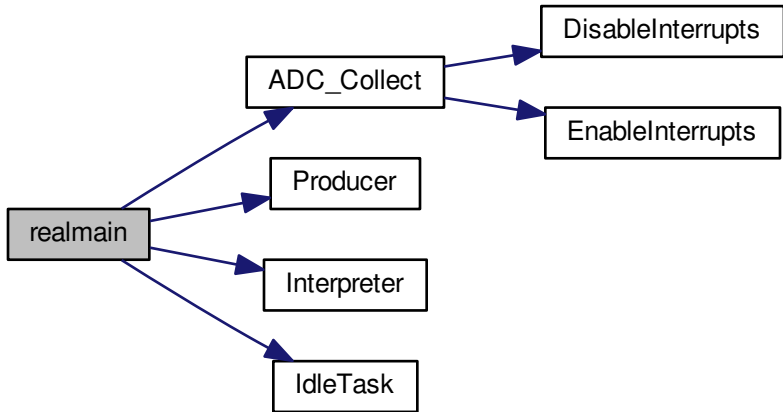 DisableInterrupts
ADC_Collect
EnableInterrupts
Producer
realmain
Interpreter
IdleTask